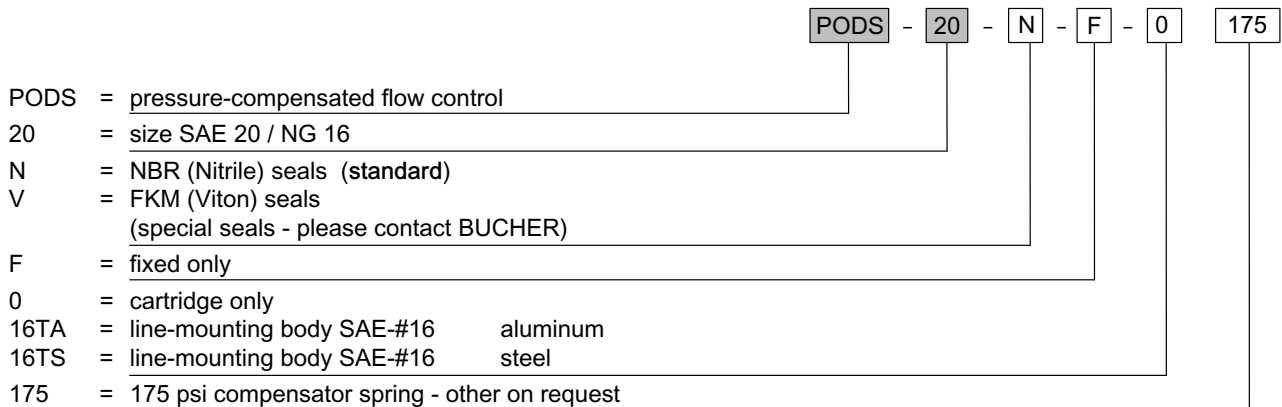 PODS - 20 - N - F - 0 175
PODS = pressure-compensated flow control
20 = size SAE 20 / NG 16
N = NBR (Nitrile) seals (standard)
V = FKM (Viton) seals
(special seals - please contact BUCHER)
F = fixed only
0 = cartridge only
16TA = line-mounting body SAE-#16 aluminum
16TS = line-mounting body SAE-#16 steel
175 = 175 psi compensator spring - other on request